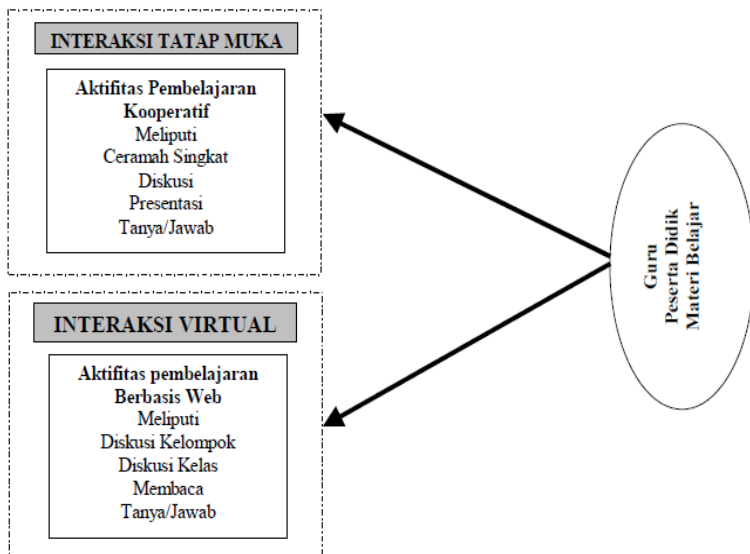 INTERAKSI TATAP MUKA
Aktifitas Pembelajaran
Kooperatif
Meliputi
Ceramah Singkat
Diskusi
Presentasi
Tanya/Jawab
INTERAKSI VIRTUAL
Aktifitas pembelajaran
Berbasis Web
Meliputi
Diskusi Kelompok
Diskusi Kelas
Membaca
Tanya/Jawab
Guru
Peserta Didik
Materi Belajar